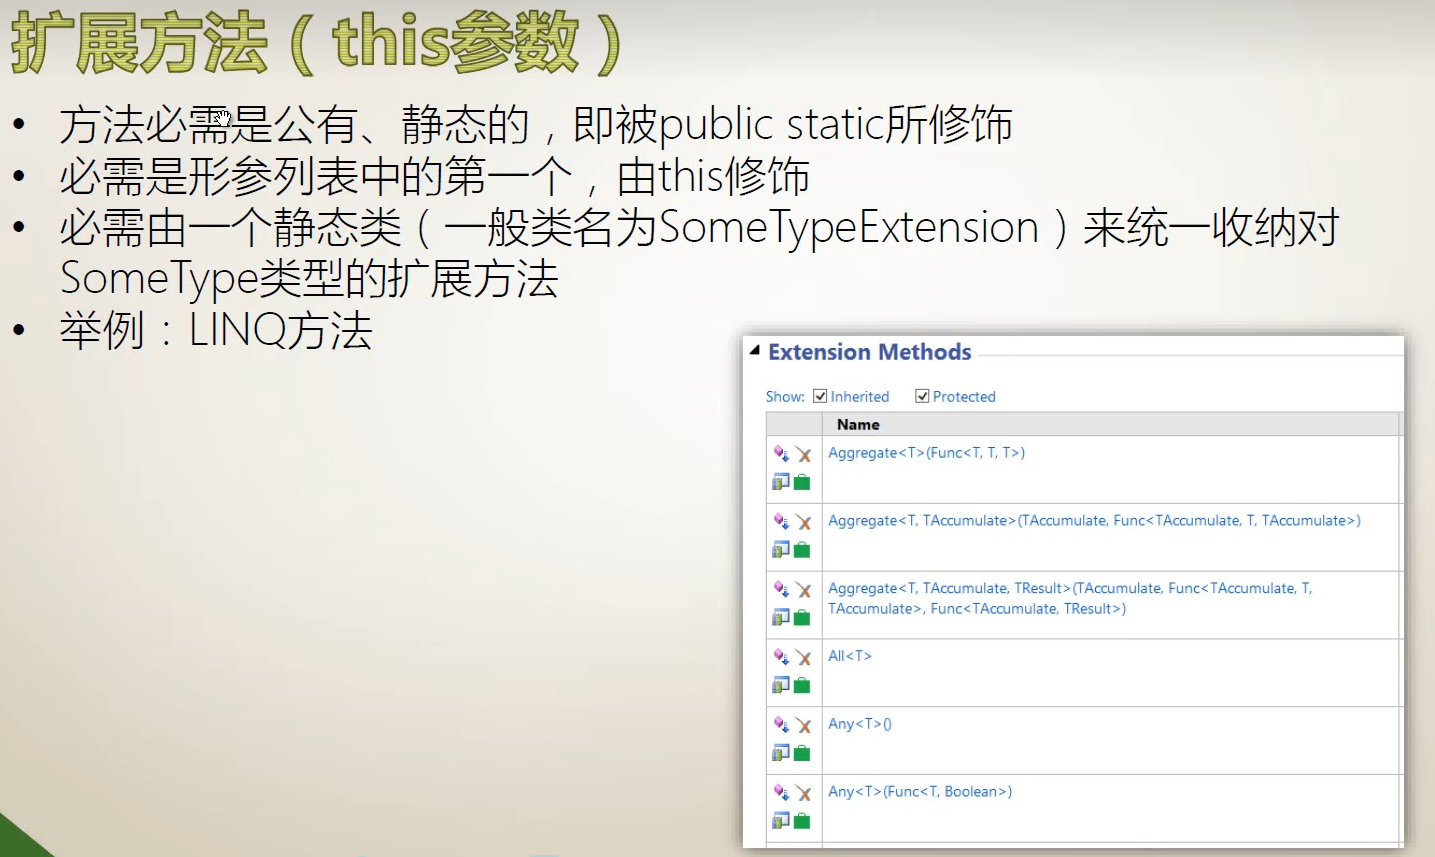 扩展方法（this参数）
• 方法必需是公有、静态的，即被public static所修饰
• 必需是形参列表中的第一个，由this修饰
• 必需由一个静态类（一般类名为SomeTypeExtension）来统一收纳对
SomeType类型的扩展方法
• 举例：LINQ方法
Extension Methods
Show: Inherited Protected
Name
Aggregate<T>(Func<T, T, T>)
Aggregate<T, TAccumulate>(TAccumulate, Func<TAccumulate, T, TAccumulate>)
Aggregate<T, TAccumulate, TResult>(TAccumulate, Func<TAccumulate, T,
TAccumulate>, Func<TAccumulate, TResult>)
All<T>
Any<T>()
Any<T>(Func<T, Boolean>)